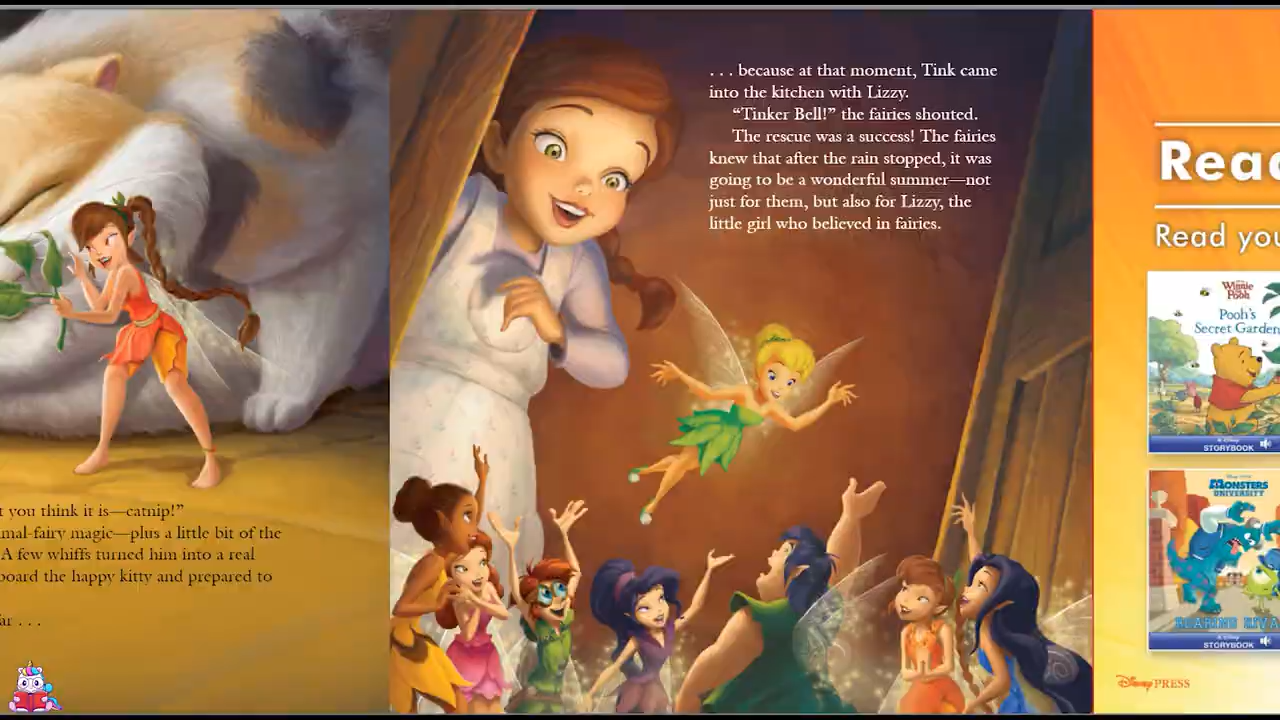 t you think it is—catnip!”
mal-fairy magic—plus a little bit of the
A few whiffs turned him into a real
board the happy kitty and prepared to
ar . . .
. . . because at that moment, Tink came
into the kitchen with Lizzy.
“Tinker Bell!” the fairies shouted.
The rescue was a success! The fairies
knew that after the rain stopped, it was
going to be a wonderful summer—not
just for them, but also for Lizzy, the
little girl who believed in fairies.
Read
Read you
Winnie
the
Pooh
Pooh's
Secret Garden
STORYBOOK
MONSTERS
UNIVERSITY
STORYBOOK
Disney PRESS